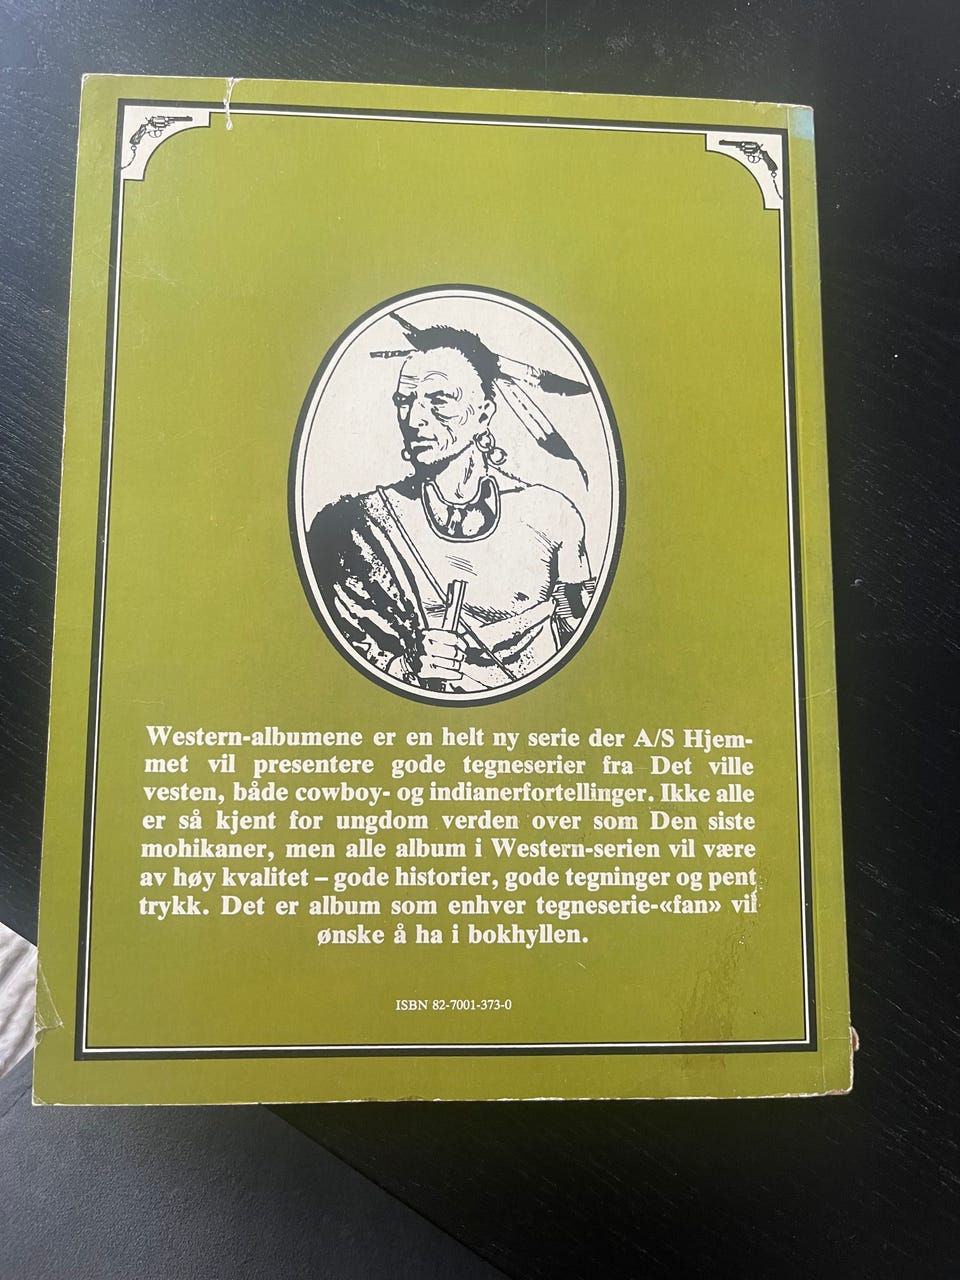 Western-albumene er en helt ny serie der A/S Hjem-
met vil presentere gode tegneserier fra Det ville
vesten, både cowboy- og indianerfortellinger. Ikke alle
er så kjent for ungdom verden over som Den siste
mohikaner, men alle album i Western-serien vil være
av høy kvalitet – gode historier, gode tegninger og pent
trykk. Det er album som enhver tegneserie-«fan» vil
ønske å ha i bokhyllen.
ISBN 82-7001-373-0